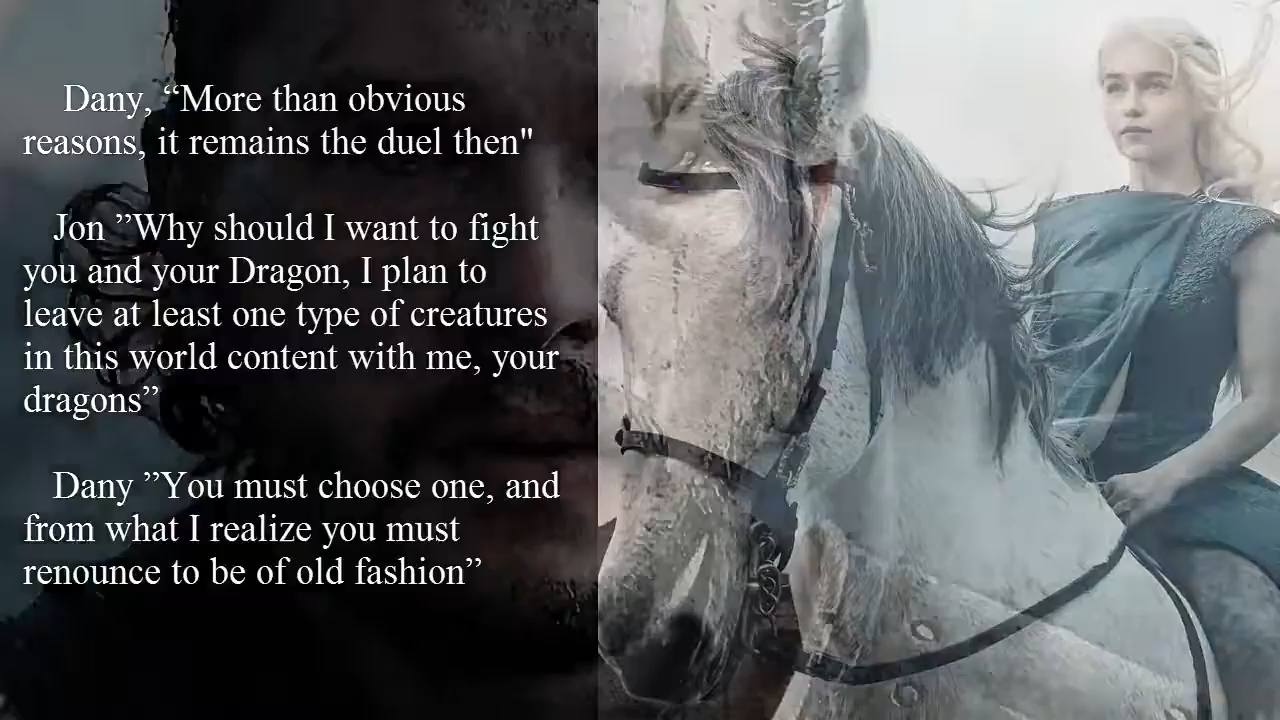 Dany, “More than obvious
reasons, it remains the duel then"
Jon ”Why should I want to fight
you and your Dragon, I plan to
leave at least one type of creatures
in this world content with me, your
dragons”
Dany ”You must choose one, and
from what I realize you must
renounce to be of old fashion”